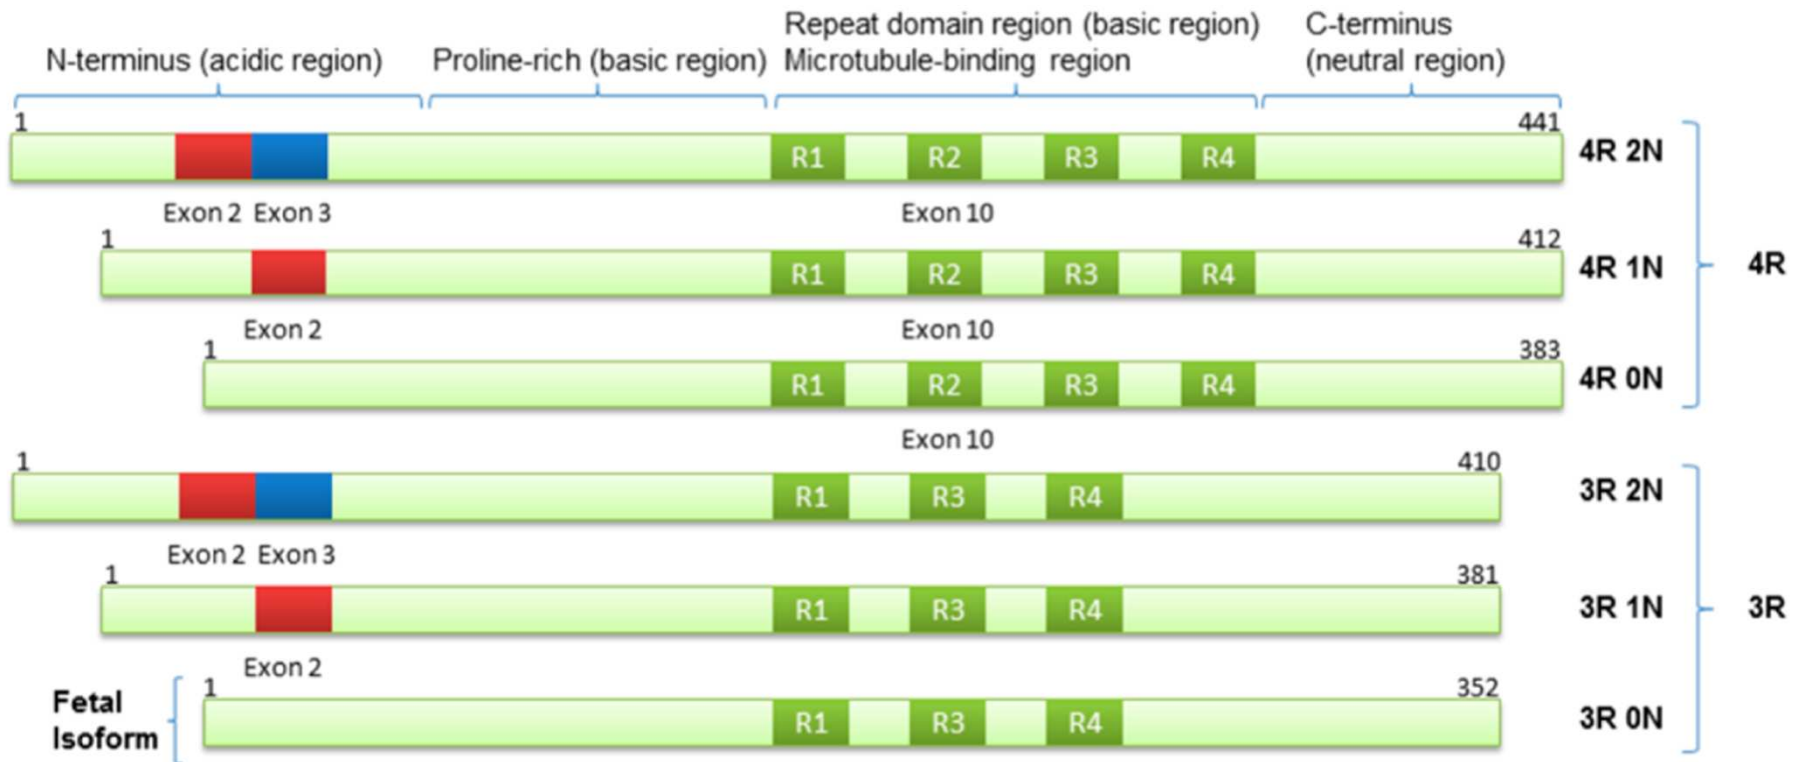 Repeat domain region (basic region)
C-terminus
N-terminus (acidic region)
Proline-rich (basic region)
Microtubule-binding region
(neutral region)
1
441
R1
R2
R3
R4
4R 2N
Exon 2
Exon 3
Exon 10
1
412
R1
R2
R3
R4
4R 1N
4R
Exon 2
Exon 10
1
383
R1
R2
R3
R4
4R 0N
Exon 10
1
410
R1
R3
R4
3R 2N
Exon 2
Exon 3
1
381
R1
R3
R4
3R 1N
3R
Exon 2
Fetal
Isoform
1
352
R1
R3
R4
3R 0N